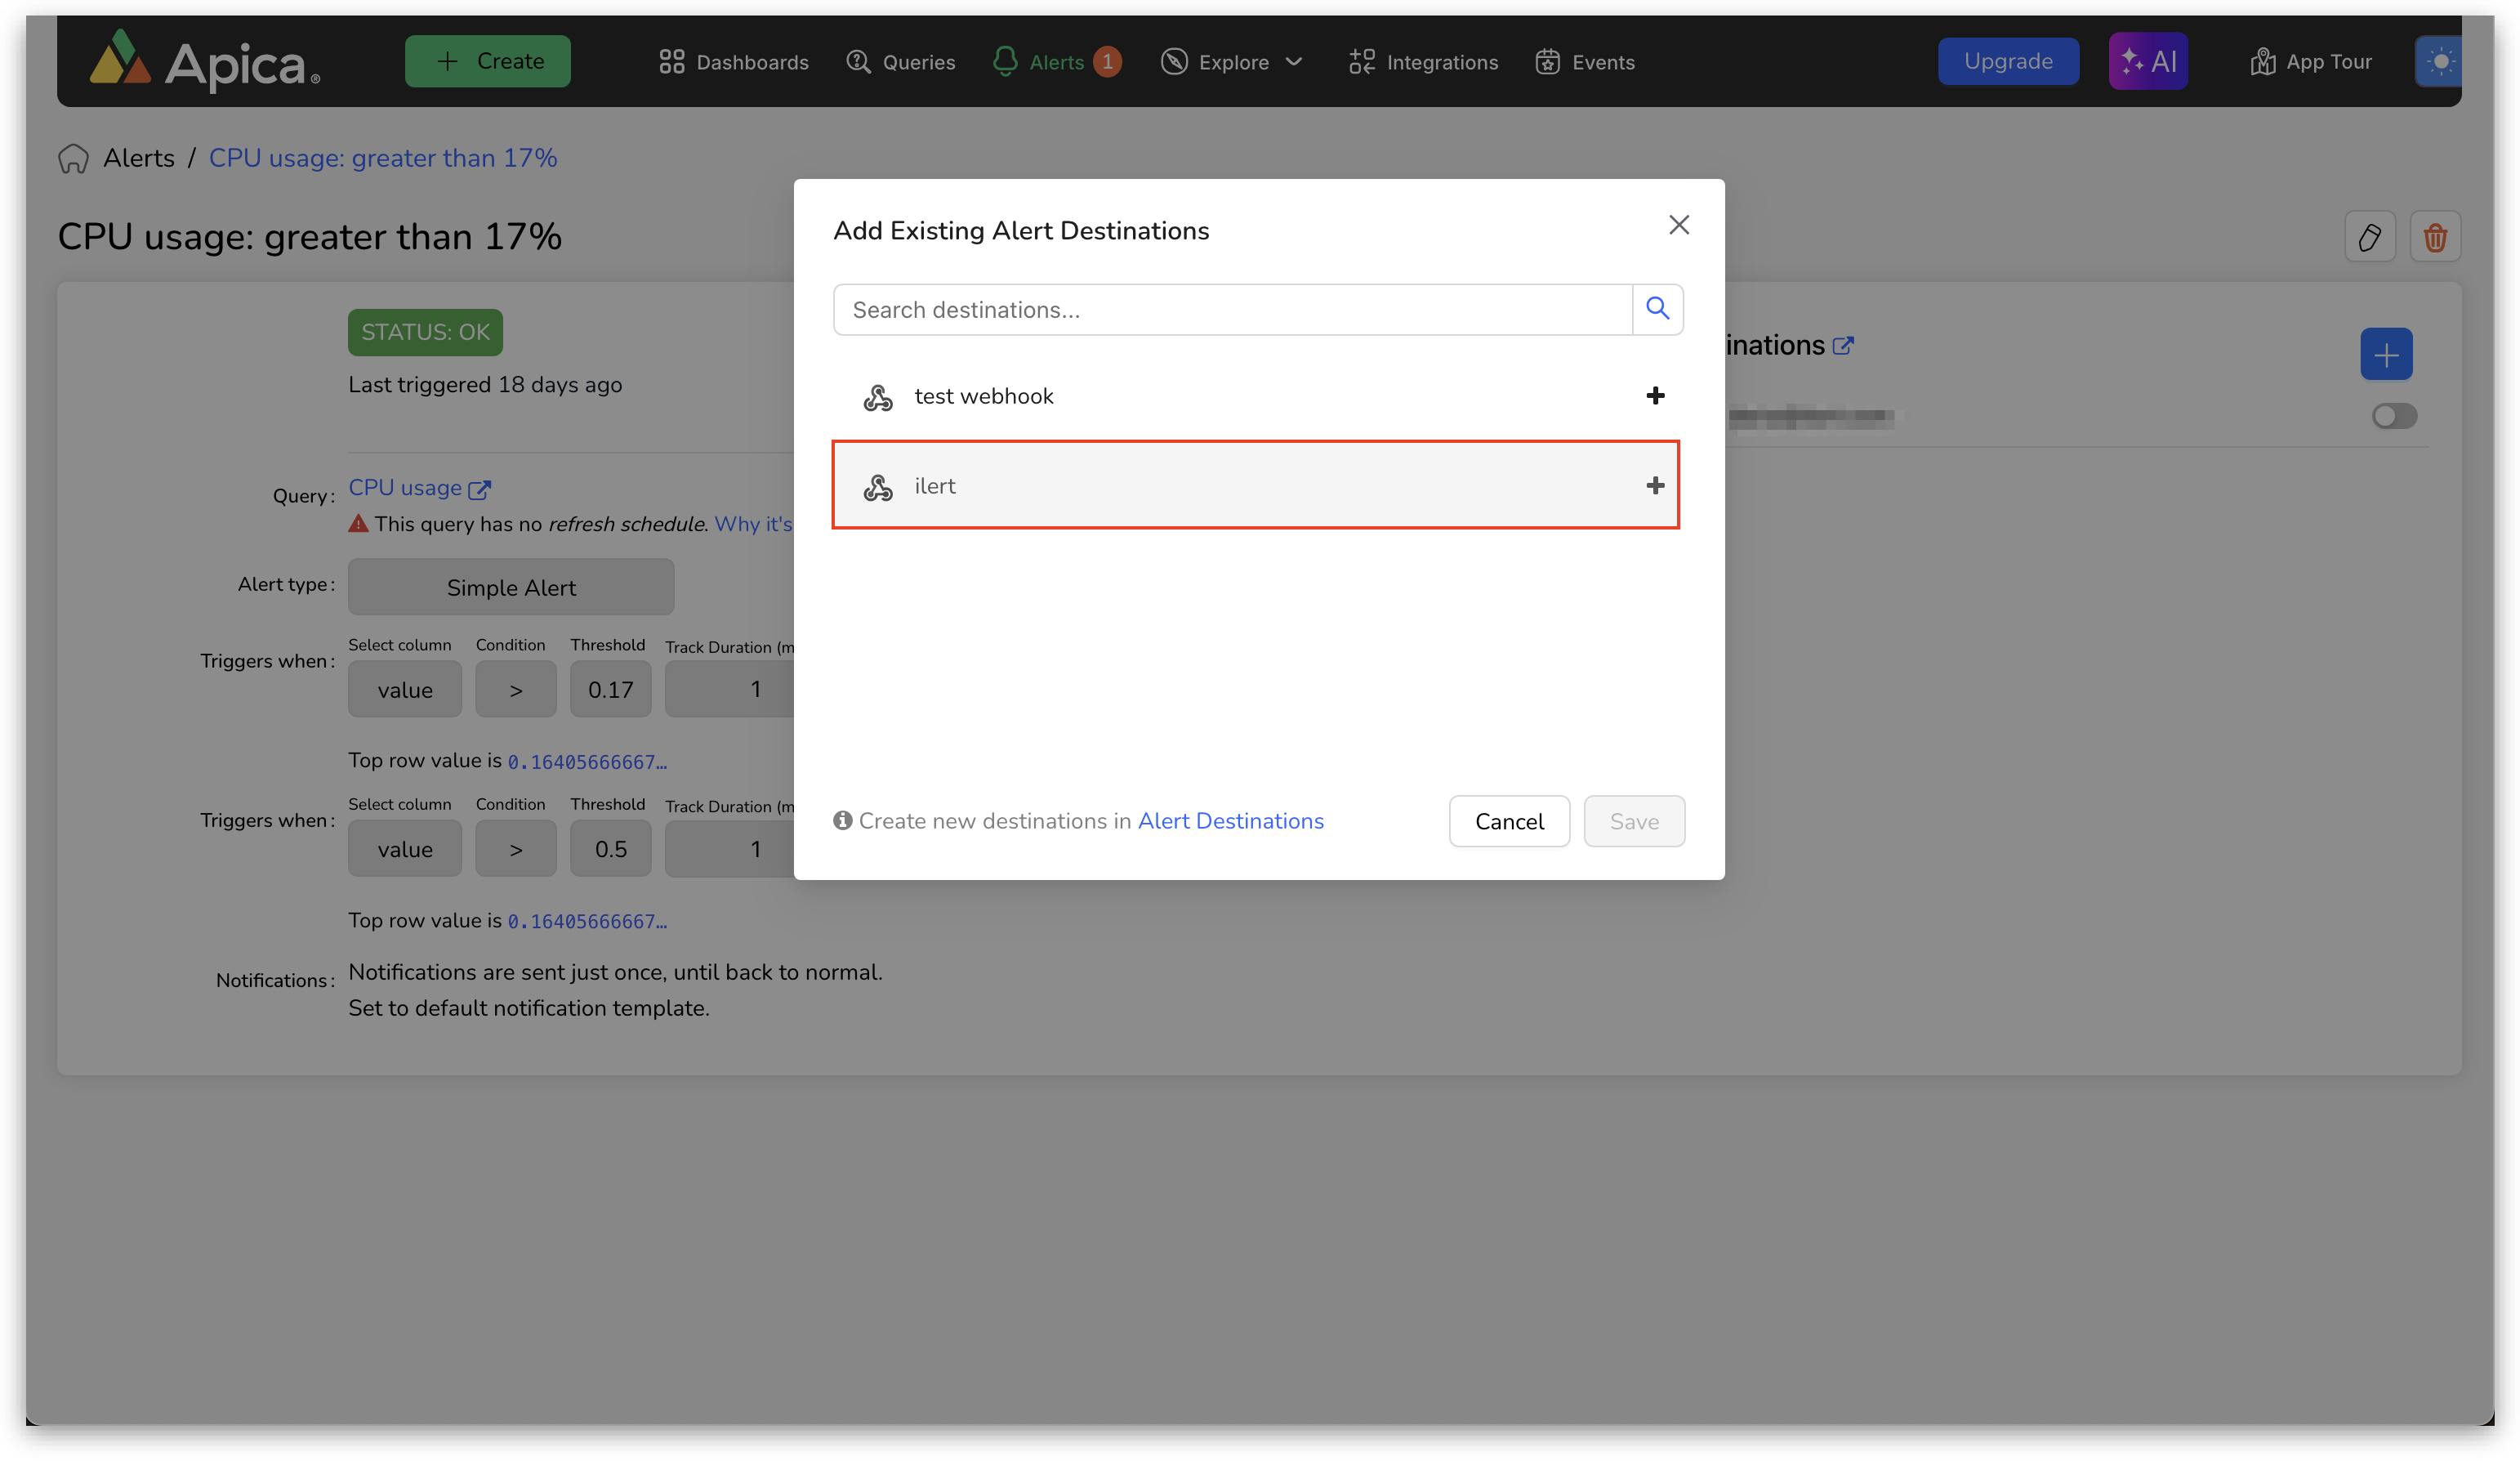 Apica®
Create
Dashboards
Queries
Alerts 1
Explore
Integrations
Events
Upgrade
AI
App Tour
Alerts / CPU usage: greater than 17%
CPU usage: greater than 17%
Add Existing Alert Destinations
Search destinations...
test webhook
ilert
Create new destinations in Alert Destinations
Cancel
Save
STATUS: OK
Last triggered 18 days ago
inations
Query: CPU usage
This query has no refresh schedule. Why it's
Alert type: Simple Alert
Select column Condition Threshold Track Duration (m
Triggers when: value > 0.17 1
Top row value is 0.16405666667…
Select column Condition Threshold Track Duration (m
Triggers when: value > 0.5 1
Top row value is 0.16405666667…
Notifications: Notifications are sent just once, until back to normal.
Set to default notification template.